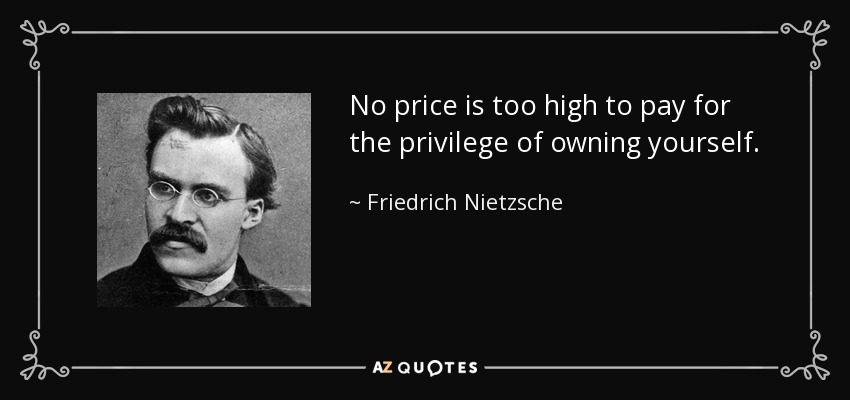 No price is too high to pay for
the privilege of owning yourself.
~ Friedrich Nietzsche
AZ QUOTES